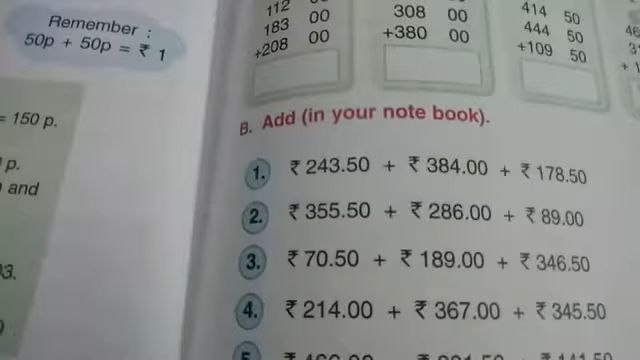 Remember :
50p + 50p = ₹ 1
= 150 p.
p.
and
112
183 00
+208 00
308 00
+380 00
414 50
444 50
+109 50
B. Add (in your note book).
1. ₹ 243.50 + ₹ 384.00 + ₹ 178.50
2. ₹ 355.50 + ₹ 286.00 + ₹ 89.00
3. ₹ 70.50 + ₹ 189.00 + ₹ 346.50
4. ₹ 214.00 + ₹ 367.00 + ₹ 345.50